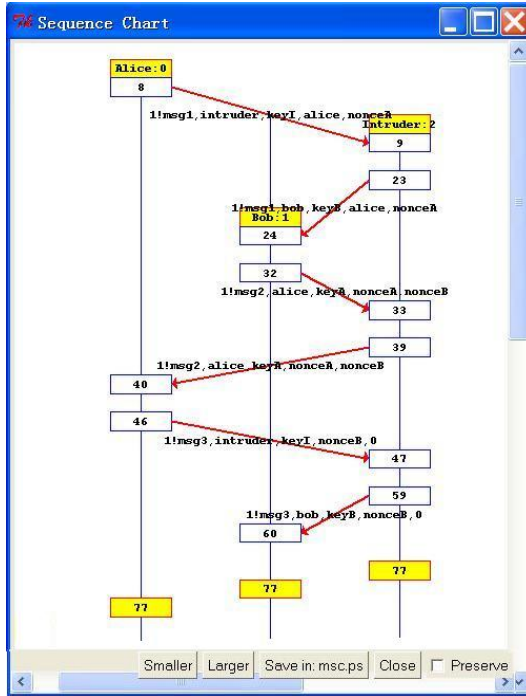 Sequence Chart
Alice:0
8
1!msg1,intruder,keyI,alice,nonceA
Intruder:2
9
23
1!msg1,bob,keyB,alice,nonceA
Bob:1
24
32
1!msg2,alice,keyA,nonceA,nonceB
33
39
1!msg2,alice,keyA,nonceA,nonceB
40
46
1!msg3,intruder,keyI,nonceB,0
47
59
1!msg3,bob,keyB,nonceB,0
60
77
77
77
Smaller Larger Save in: msc.ps Close Preserve